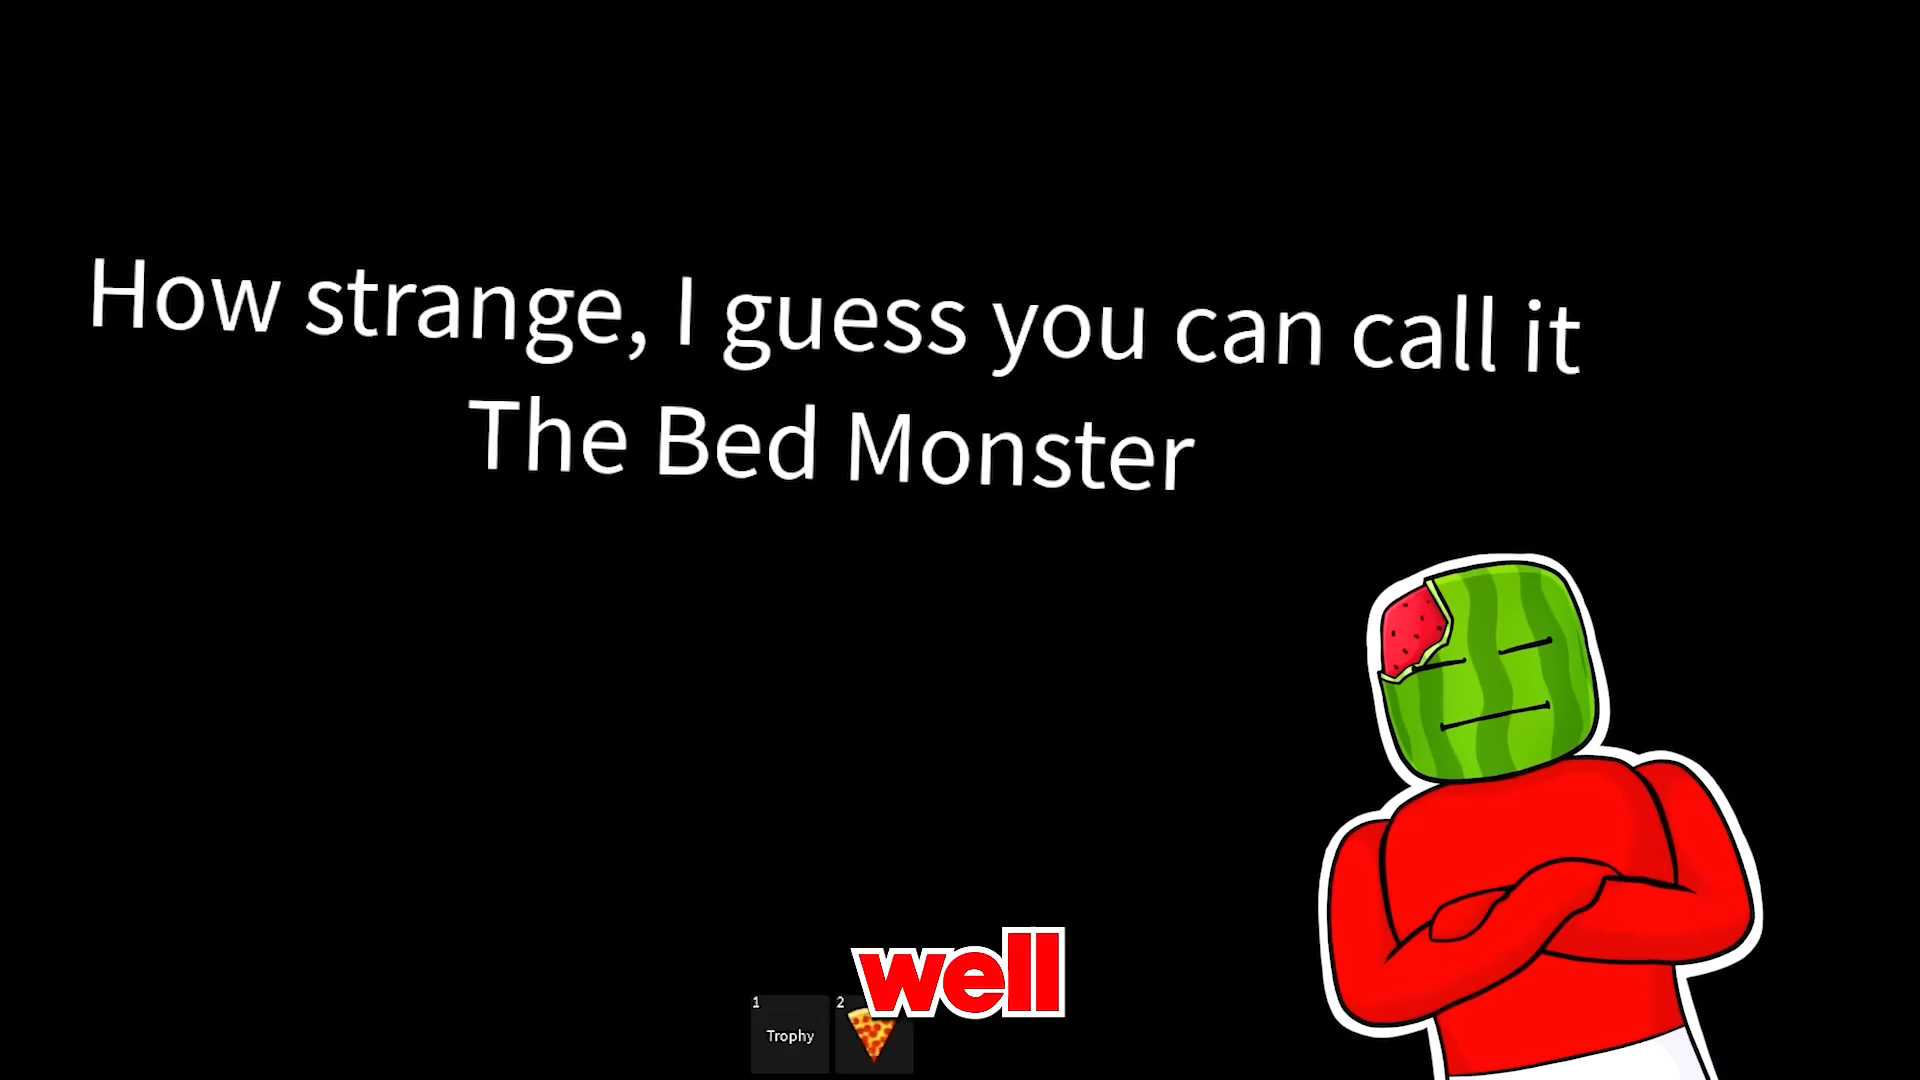 How strange, I guess you can call it
The Bed Monster
well
1
2
Trophy